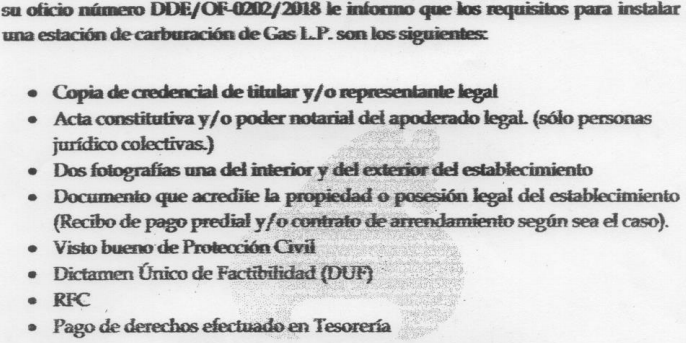 su oficio número DDE/OF-0202/2018 le informo que los requisitos para instalar
una estación de carburación de Gas L.P. son los siguientes:
• Copia de credencial de titular y/o representante legal
• Acta constitutiva y/o poder notarial del apoderado legal. (sólo personas
jurídico colectivas.)
• Dos fotografías una del interior y del exterior del establecimiento
• Documento que acredite la propiedad o posesión legal del establecimiento
(Recibo de pago predial y/o contrato de arrendamiento según sea el caso).
• Visto bueno de Protección Civil
• Dictamen Único de Factibilidad (DUF)
• RFC
• Pago de derechos efectuado en Tesorería